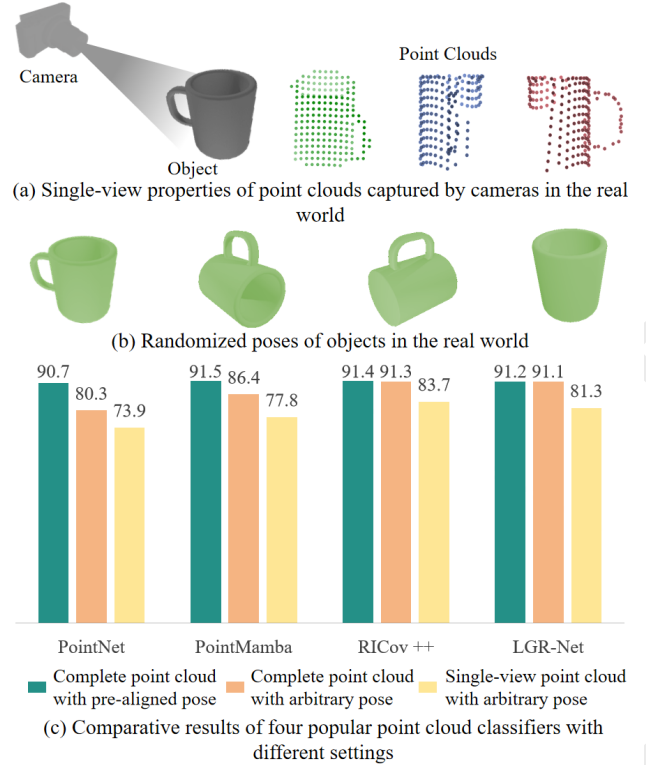 Camera
Point Clouds
Object
(a) Single-view properties of point clouds captured by cameras in the real
world
(b) Randomized poses of objects in the real world
90.7 80.3 73.9 91.5 86.4 77.8 91.4 91.3 83.7 91.2 91.1 81.3
PointNet PointMamba RICov ++ LGR-Net
Complete point cloud Complete point cloud Single-view point cloud
with pre-aligned pose with arbitrary pose with arbitrary pose
(c) Comparative results of four popular point cloud classifiers with
different settings